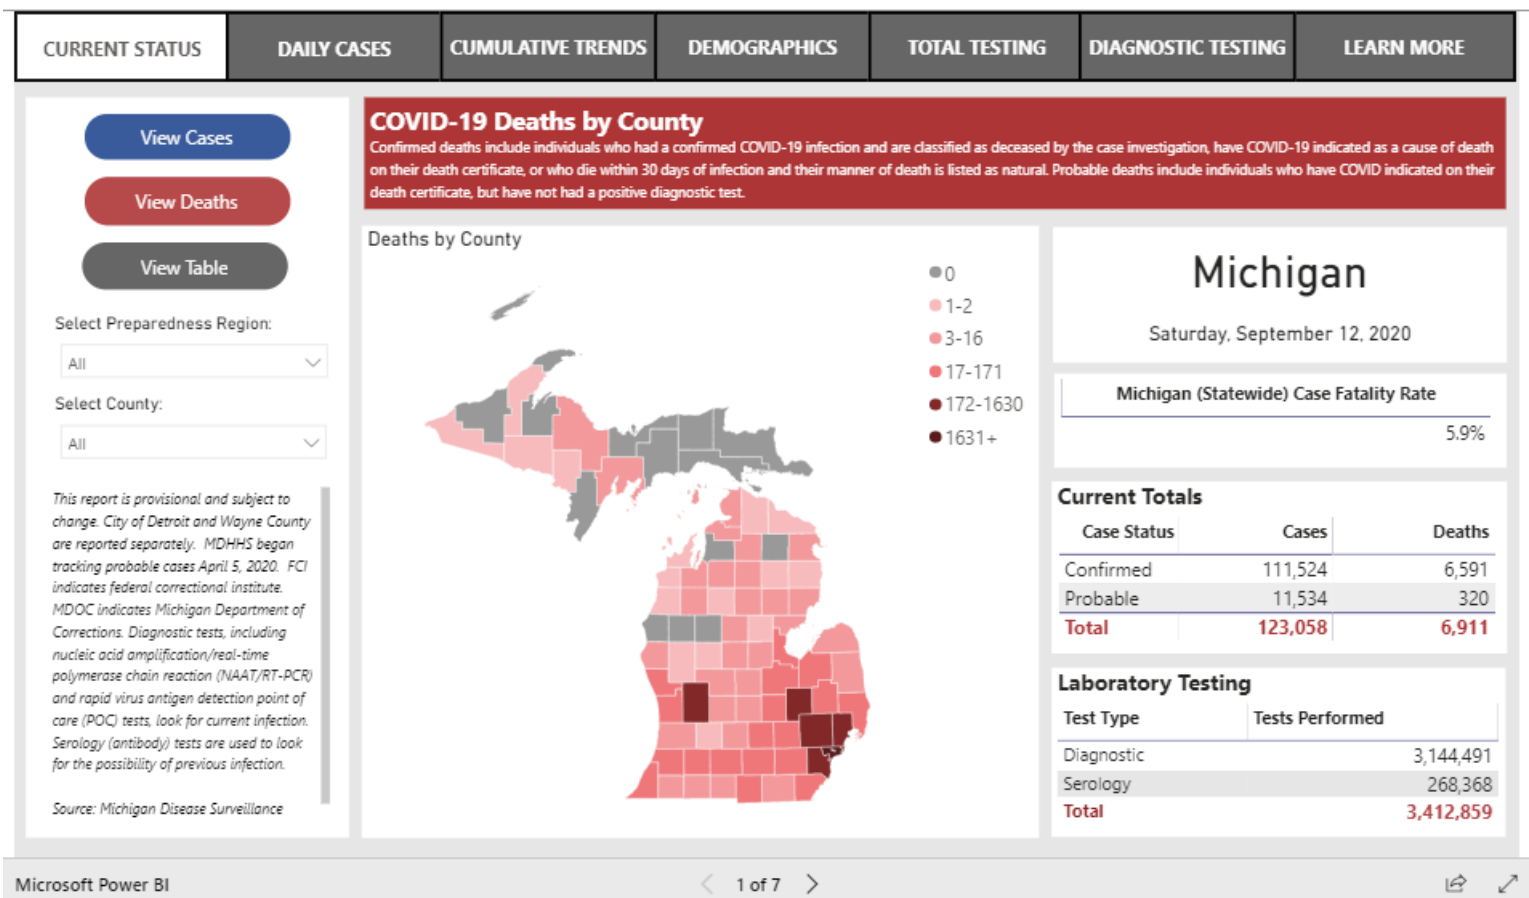 CURRENT STATUS
DAILY CASES
CUMULATIVE TRENDS
DEMOGRAPHICS
TOTAL TESTING
DIAGNOSTIC TESTING
LEARN MORE
View Cases
View Deaths
View Table
Select Preparedness Region:
All
Select County:
All
This report is provisional and subject to
change. City of Detroit and Wayne County
are reported separately. MDHHS began
tracking probable cases April 5, 2020. FCI
indicates federal correctional institute.
MDOC indicates Michigan Department of
Corrections. Diagnostic tests, including
nucleic acid amplification/real-time
polymerase chain reaction (NAAT/RT-PCR)
and rapid virus antigen detection point of
care (POC) tests, look for current infection.
Serology (antibody) tests are used to look
for the possibility of previous infection.
Source: Michigan Disease Surveillance
COVID-19 Deaths by County
Confirmed deaths include individuals who had a confirmed COVID-19 infection and are classified as deceased by the case investigation, have COVID-19 indicated as a cause of death
on their death certificate, or who die within 30 days of infection and their manner of death is listed as natural. Probable deaths include individuals who have COVID indicated on their
death certificate, but have not had a positive diagnostic test.
Deaths by County
0
1-2
3-16
17-171
172-1630
1631+
Michigan
Saturday, September 12, 2020
Michigan (Statewide) Case Fatality Rate
5.9%
Current Totals
Case Status Cases Deaths
Confirmed 111,524 6,591
Probable 11,534 320
Total 123,058 6,911
Laboratory Testing
Test Type Tests Performed
Diagnostic 3,144,491
Serology 268,368
Total 3,412,859
Microsoft Power BI
1 of 7